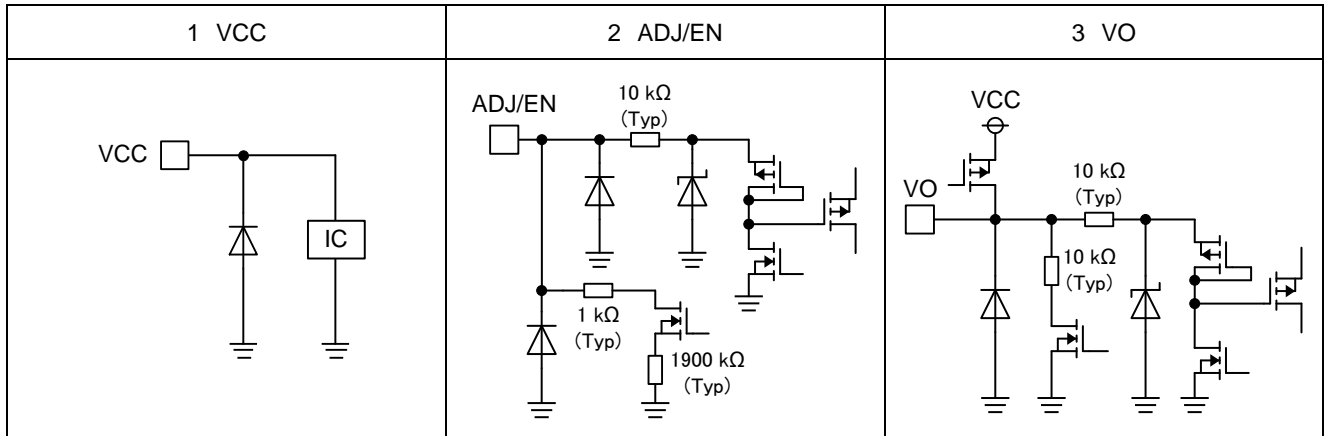 1 VCC
2 ADJ/EN
3 VO
VCC
IC
ADJ/EN
10 kΩ
(Typ)
1 kΩ
(Typ)
1900 kΩ
(Typ)
VCC
VO
10 kΩ
(Typ)
10 kΩ
(Typ)